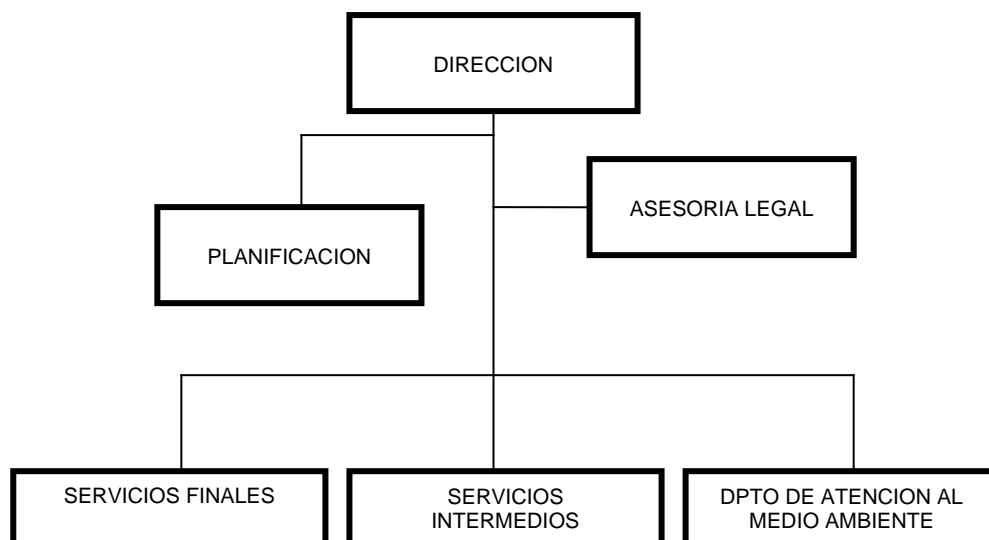 DIRECCION
ASESORIA LEGAL
PLANIFICACION
SERVICIOS FINALES
SERVICIOS
INTERMEDIOS
DPTO DE ATENCION AL
MEDIO AMBIENTE